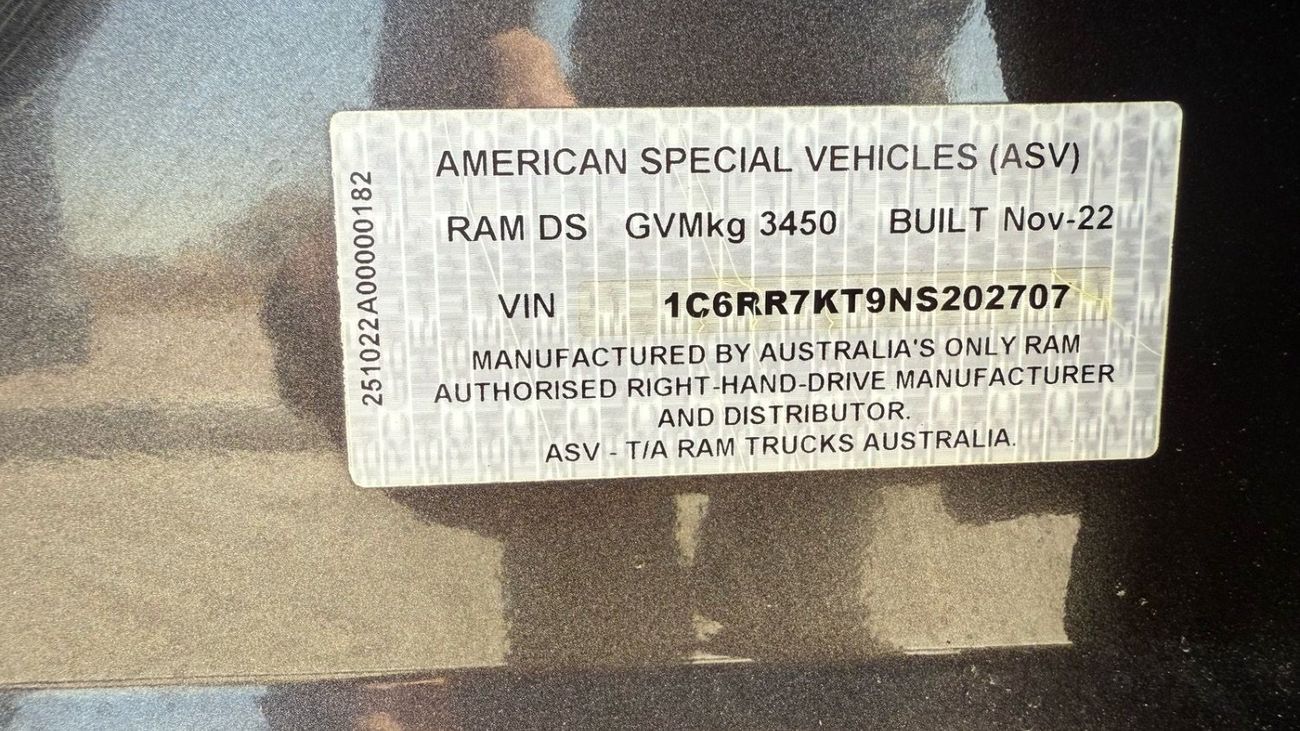 AMERICAN SPECIAL VEHICLES (ASV)
RAM DS GVMkg 3450 BUILT Nov-22
VIN 1C6RR7KT9NS202707
MANUFACTURED BY AUSTRALIA'S ONLY RAM
AUTHORISED RIGHT-HAND-DRIVE MANUFACTURER
AND DISTRIBUTOR.
ASV - T/A RAM TRUCKS AUSTRALIA.
251022A00000182